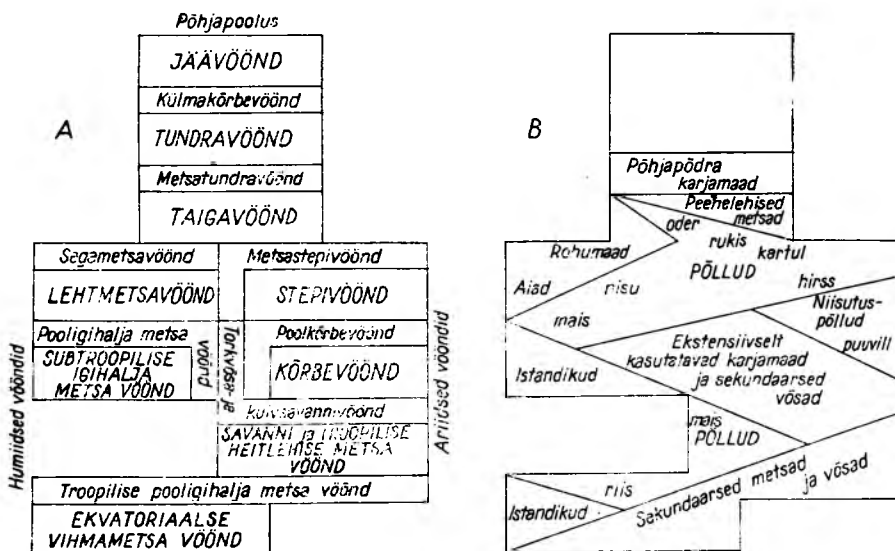 Põhjapoolus
A
JÄÄVÖÖND
Külmakõrbevöönd
TUNDRAVÖÖND
Metsatundravöönd
TAIGAVÖÖND
Segametsavöönd
Metsastepivöönd
LEHTMETSAVÖÖND
STEPIVÖÖND
Pooligihalja metsa
vöönd
Poolkõrbevöönd
SUBTROOPILISE
IGIHALJA
METSA VÖÖND
KÕRBEVÖÖND
Torkvõsa- ja
kuivsavannivöönd
SAVANNI ja TROOPILISE
HEITLEHISE METSA
VÖÖND
Troopilise pooligihalja metsa vöönd
EKVATORIAALSE
VIHMAMETSA VÖÖND
Humiidsed vööndid
Ariidsed vööndid
B
Põhjapõdra
karjamaad
Peenelehised
metsad
oder
rukis
kartul
Rohumaad
PÕLLUD
Aiad
nisu
hirss
mais
Niisutus-
põllud
puuvill
Istandikud
Ekstensiivselt
kasutatavad karjamaad
ja sekundaarsed
võsad
mais
PÕLLUD
riis
Istandikud
Sekundaarsed metsad
ja võsad